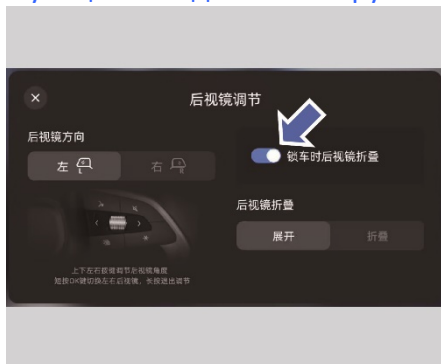 后视镜调节
后视镜方向
左 L
右 R
锁车时后视镜折叠
后视镜折叠
展开
折叠
上下左右按键调节后视镜角度
短按OK键切换左右后视镜，长按退出调节